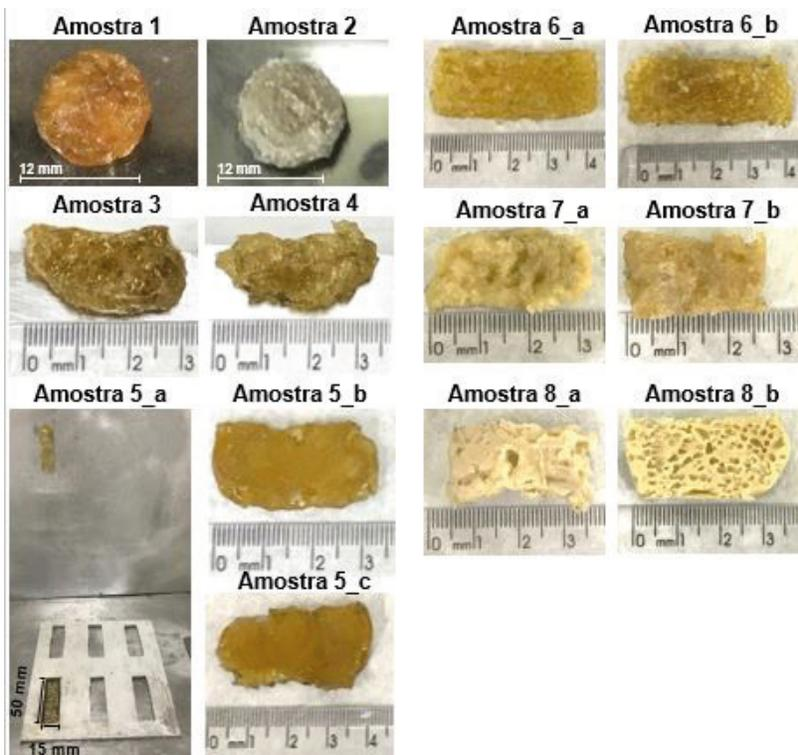 Amostra 1
Amostra 2
12 mm
12 mm
Amostra 3
Amostra 4
0 mm 1 2 3
0 mm 1 2 3
Amostra 5_a
50 mm
15 mm
Amostra 5_b
0 mm 1 2 3
Amostra 5_c
0 mm 1 2 3 4
Amostra 6_a
Amostra 6_b
0 mm 1 2 3 4
0 mm 1 2 3 4
Amostra 7_a
Amostra 7_b
0 mm 1 2 3
0 mm 1 2 3
Amostra 8_a
Amostra 8_b
0 mm 1 2 3
0 mm 1 2 3